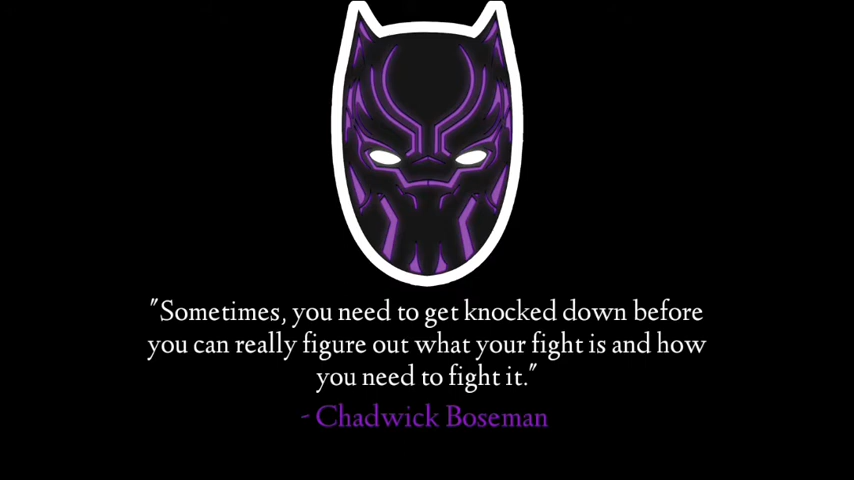 "Sometimes, you need to get knocked down before
you can really figure out what your fight is and how
you need to fight it."
- Chadwick Boseman